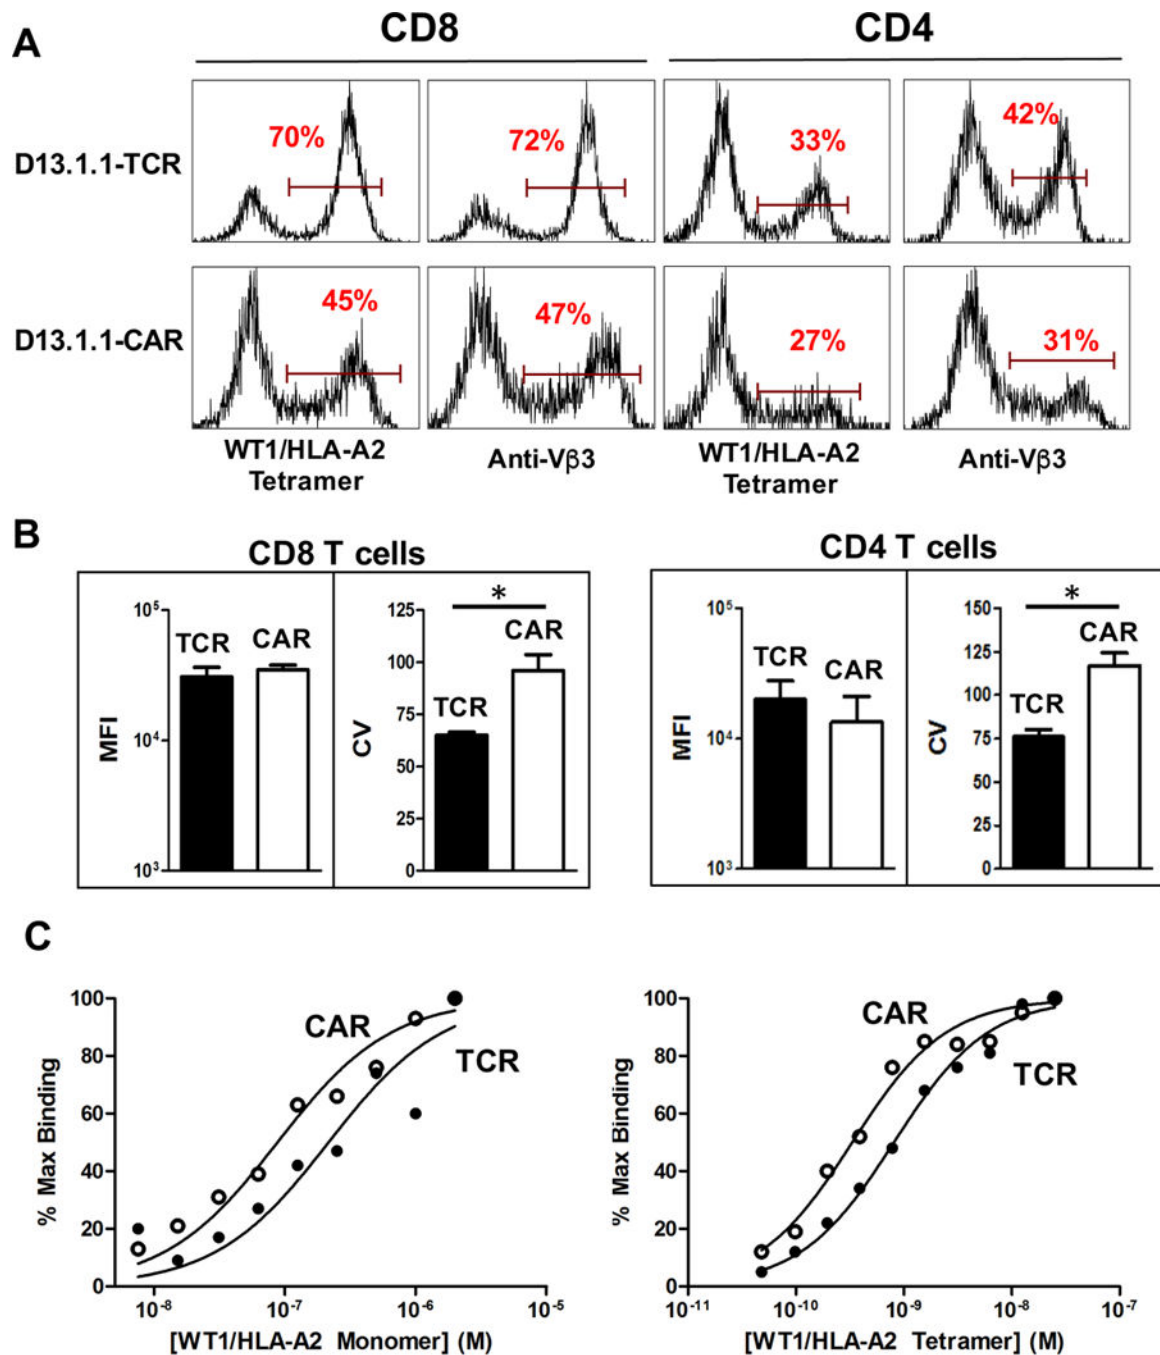 A
CD8
CD4
D13.1.1-TCR
70%
72%
33%
42%
D13.1.1-CAR
45%
47%
27%
31%
WT1/HLA-A2
Tetramer
Anti-Vβ3
WT1/HLA-A2
Tetramer
Anti-Vβ3
B
CD8 T cells
MFI
10⁵
10⁴
10³
TCR
CAR
CV
125
100
75
50
25
0
*
TCR
CAR
CD4 T cells
MFI
10⁵
10⁴
10³
TCR
CAR
CV
150
125
100
75
50
25
0
*
TCR
CAR
C
% Max Binding
100
80
60
40
20
0
CAR
TCR
10⁻⁸ 10⁻⁷ 10⁻⁶ 10⁻⁵
[WT1/HLA-A2 Monomer] (M)
% Max Binding
100
80
60
40
20
0
CAR
TCR
10⁻¹¹ 10⁻¹⁰ 10⁻⁹ 10⁻⁸ 10⁻⁷
[WT1/HLA-A2 Tetramer] (M)